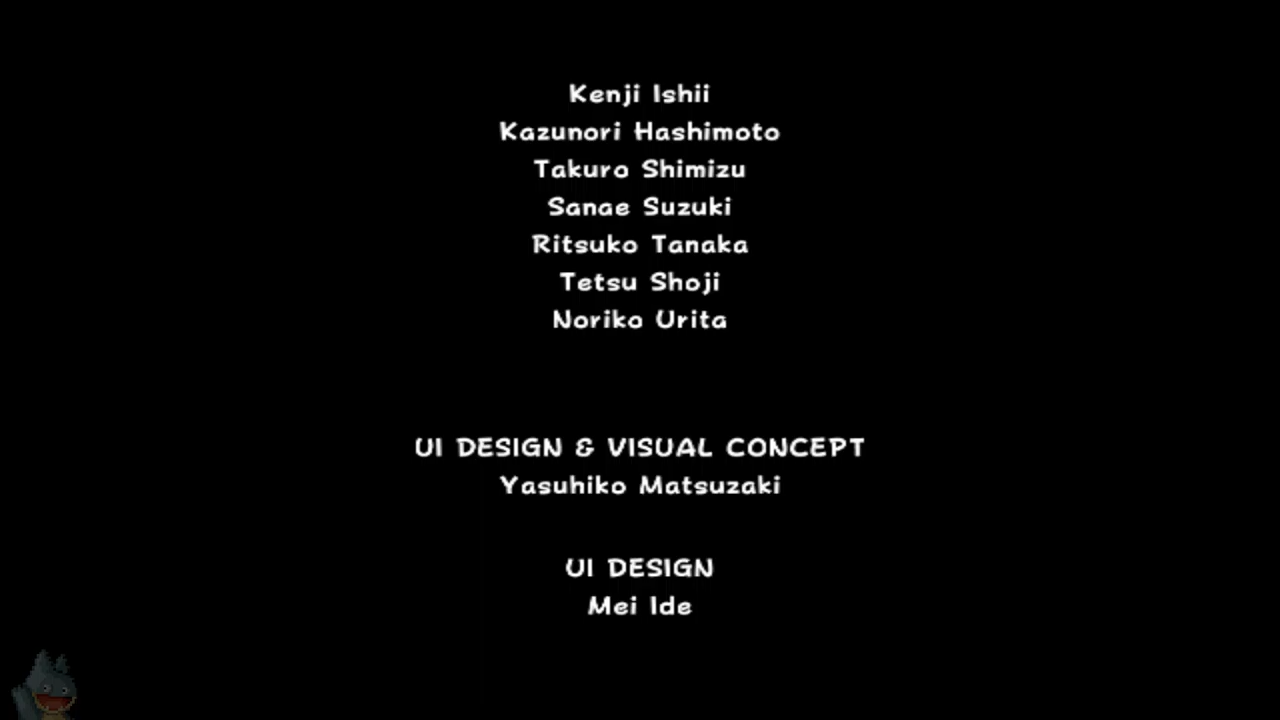 Kenji Ishii
Kazunori Hashimoto
Takuro Shimizu
Sanae Suzuki
Ritsuko Tanaka
Tetsu Shoji
Noriko Urita
UI DESIGN & VISUAL CONCEPT
Yasuhiko Matsuzaki
UI DESIGN
Mei Ide